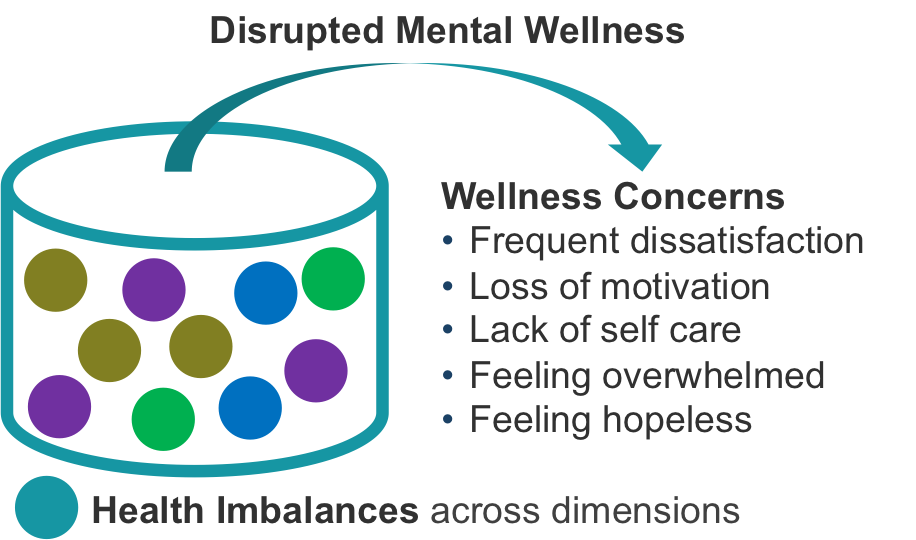 Disrupted Mental Wellness
Wellness Concerns
• Frequent dissatisfaction
• Loss of motivation
• Lack of self care
• Feeling overwhelmed
• Feeling hopeless
Health Imbalances across dimensions